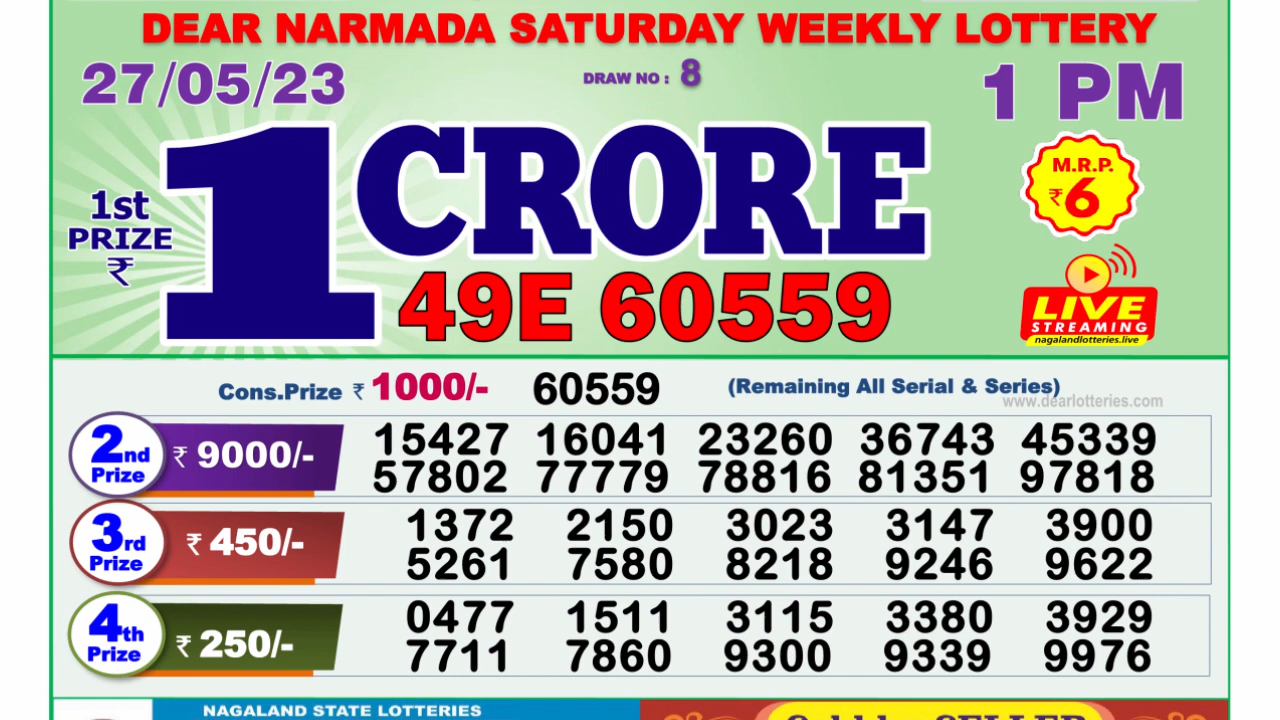 DEAR NARMADA SATURDAY WEEKLY LOTTERY
27/05/23
DRAW NO : 8
1 PM
1st
PRIZE
₹
1 CRORE
49E 60559
M.R.P.
₹6
LIVE
STREAMING
nagalandlotteries.live
Cons.Prize ₹ 1000/- 60559 (Remaining All Serial & Series)
www.dearlotteries.com
2nd
Prize
₹ 9000/-
15427 16041 23260 36743 45339
57802 77779 78816 81351 97818
3rd
Prize
₹ 450/-
1372 2150 3023 3147 3900
5261 7580 8218 9246 9622
4th
Prize
₹ 250/-
0477 1511 3115 3380 3929
7711 7860 9300 9339 9976
NAGALAND STATE LOTTERIES